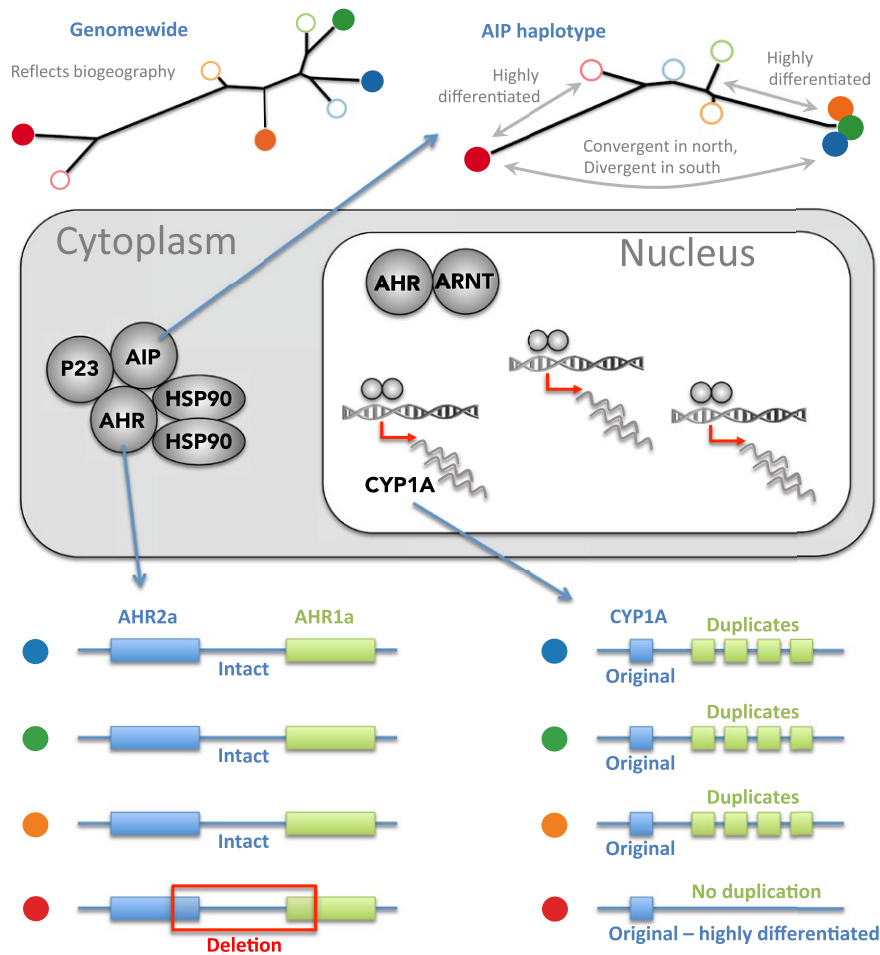 Genomewide
Reflects biogeography
AIP haplotype
Highly
differentiated
Highly
differentiated
Convergent in north,
Divergent in south
Cytoplasm
Nucleus
AHR
ARNT
P23
AIP
AHR
HSP90
HSP90
CYP1A
AHR2a
AHR1a
Intact
Intact
Intact
Deletion
CYP1A
Duplicates
Original
Duplicates
Original
Duplicates
Original
No duplication
Original – highly differentiated